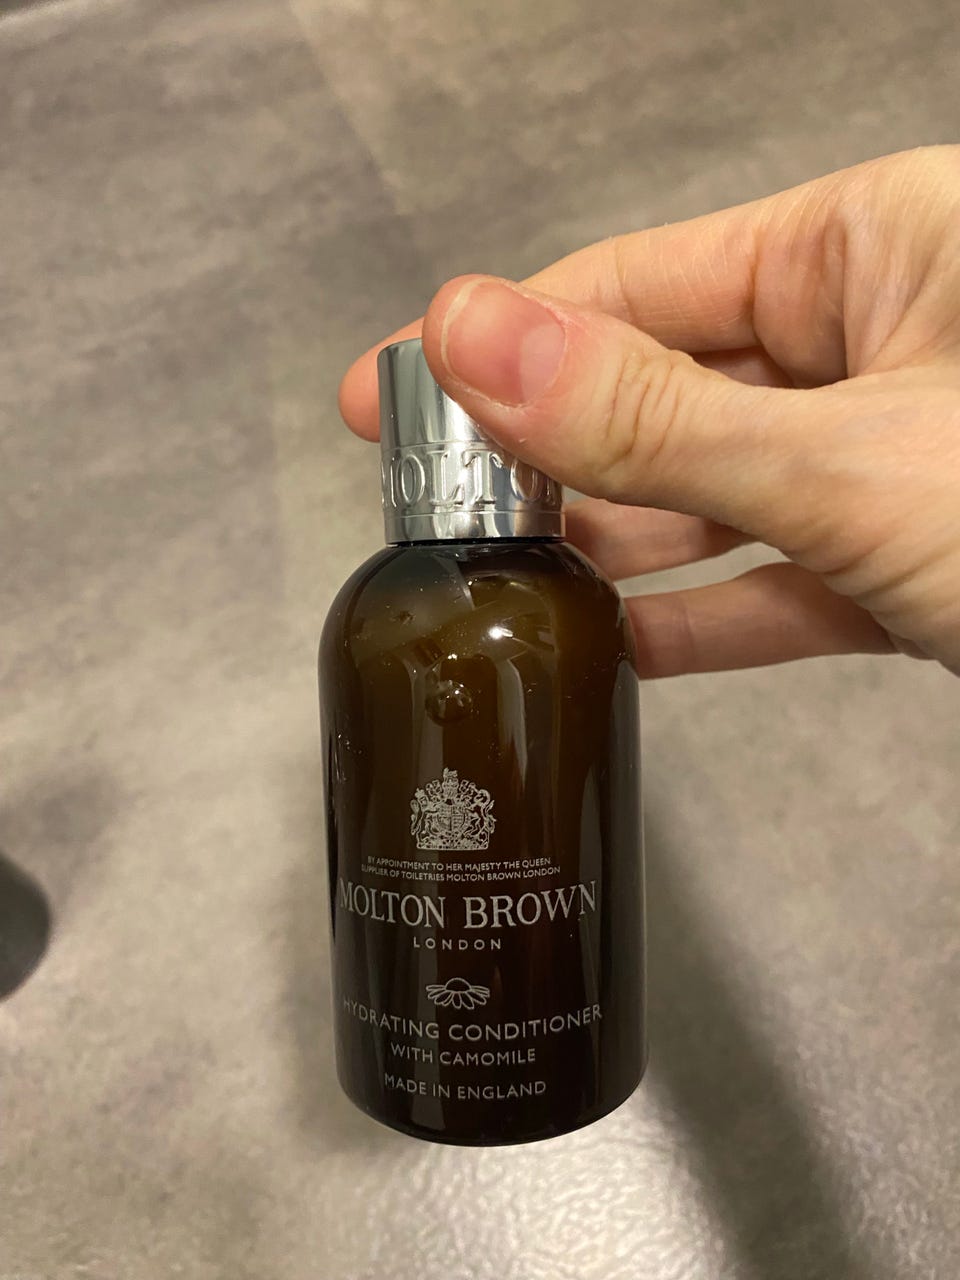 OLTO
BY APPOINTMENT TO HER MAJESTY THE QUEEN
SUPPLIER OF TOILETRIES MOLTON BROWN LONDON
MOLTON BROWN
LONDON
HYDRATING CONDITIONER
WITH CAMOMILE
MADE IN ENGLAND